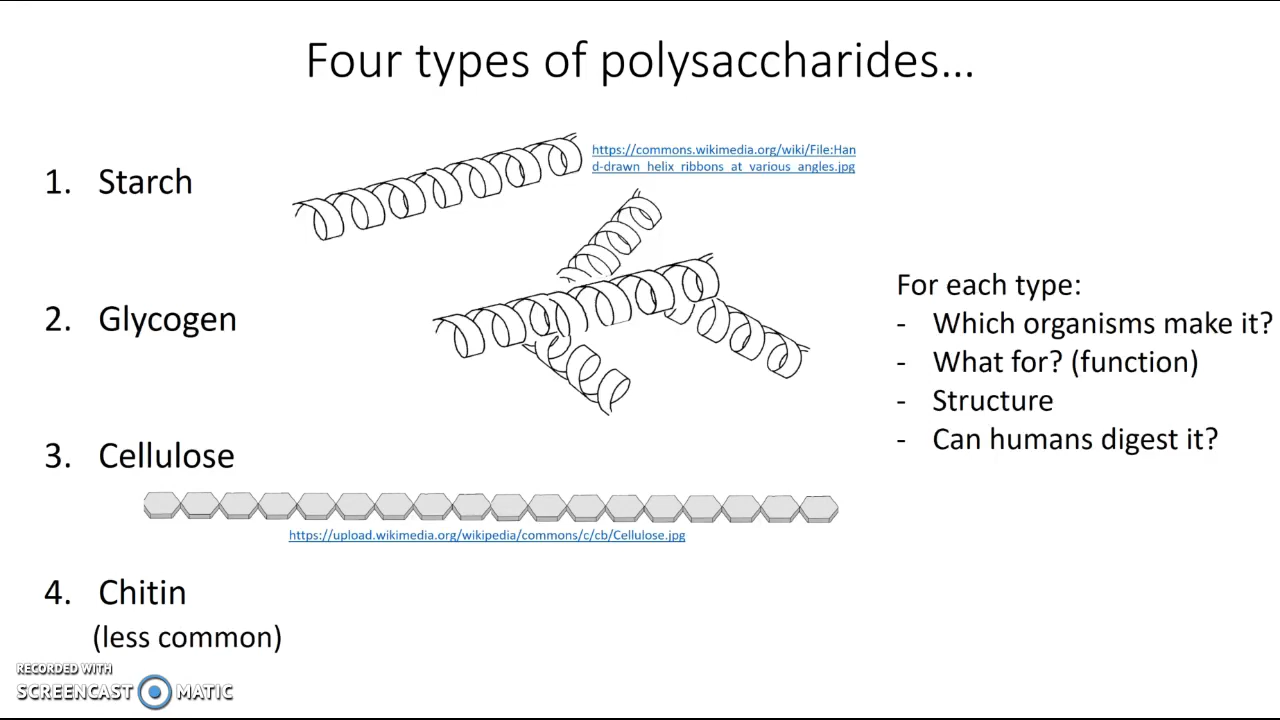 Four types of polysaccharides...
https://commons.wikimedia.org/wiki/File:Han
d-drawn_helix_ribbons_at_various_angles.jpg
1. Starch
2. Glycogen
For each type:
- Which organisms make it?
- What for? (function)
- Structure
- Can humans digest it?
3. Cellulose
https://upload.wikimedia.org/wikipedia/commons/c/cb/Cellulose.jpg
4. Chitin
(less common)
RECORDED WITH
SCREENCAST MATIC